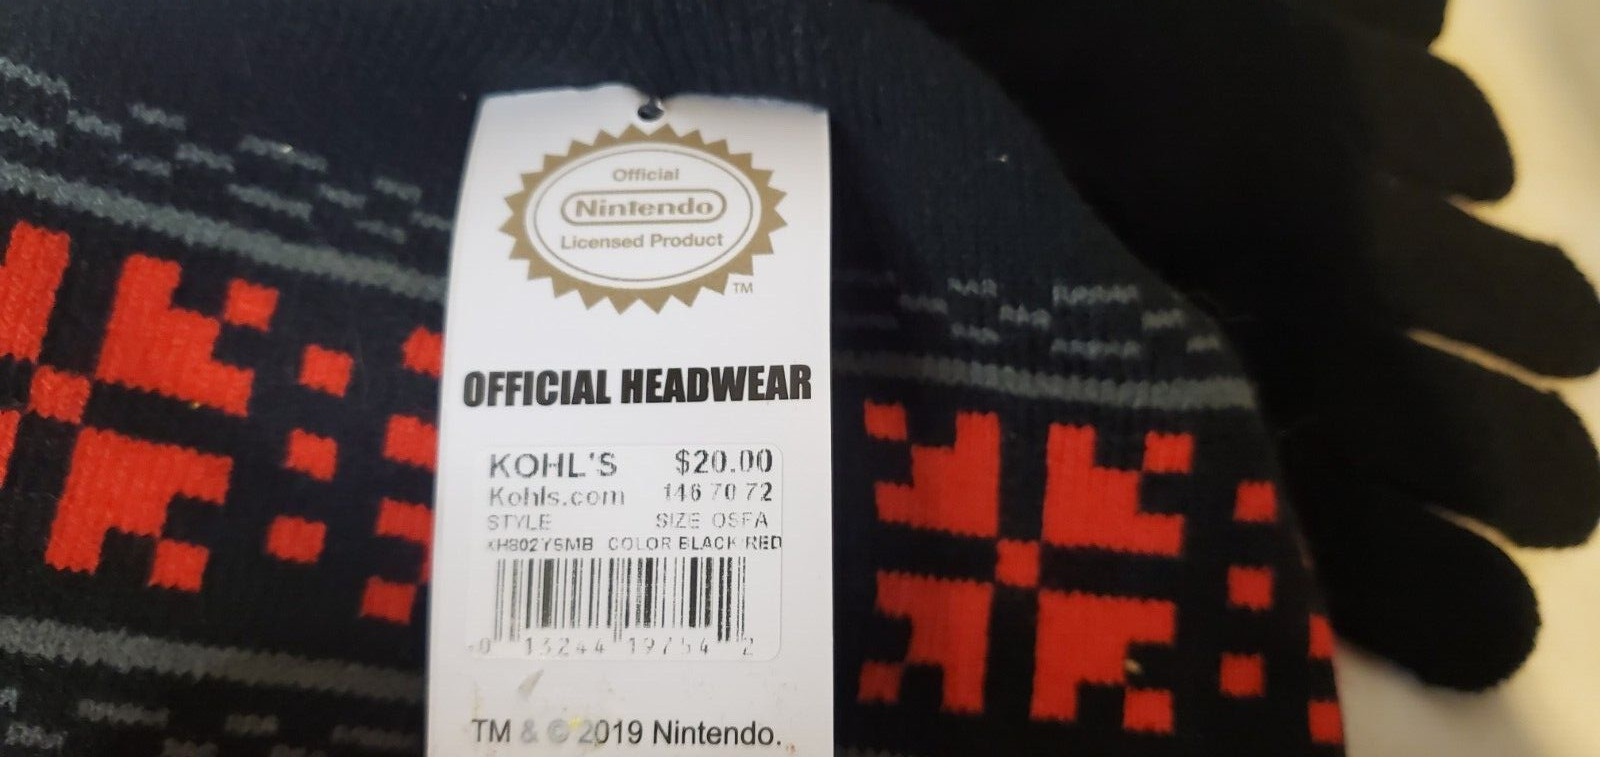 Official
Nintendo
Licensed Product
TM
OFFICIAL HEADWEAR
KOHL'S $20.00
Kohls.com 146 70 72
STYLE SIZE OSFA
KH802Y5MB COLOR BLACK/RED
0 13244 19754 2
TM & © 2019 Nintendo.